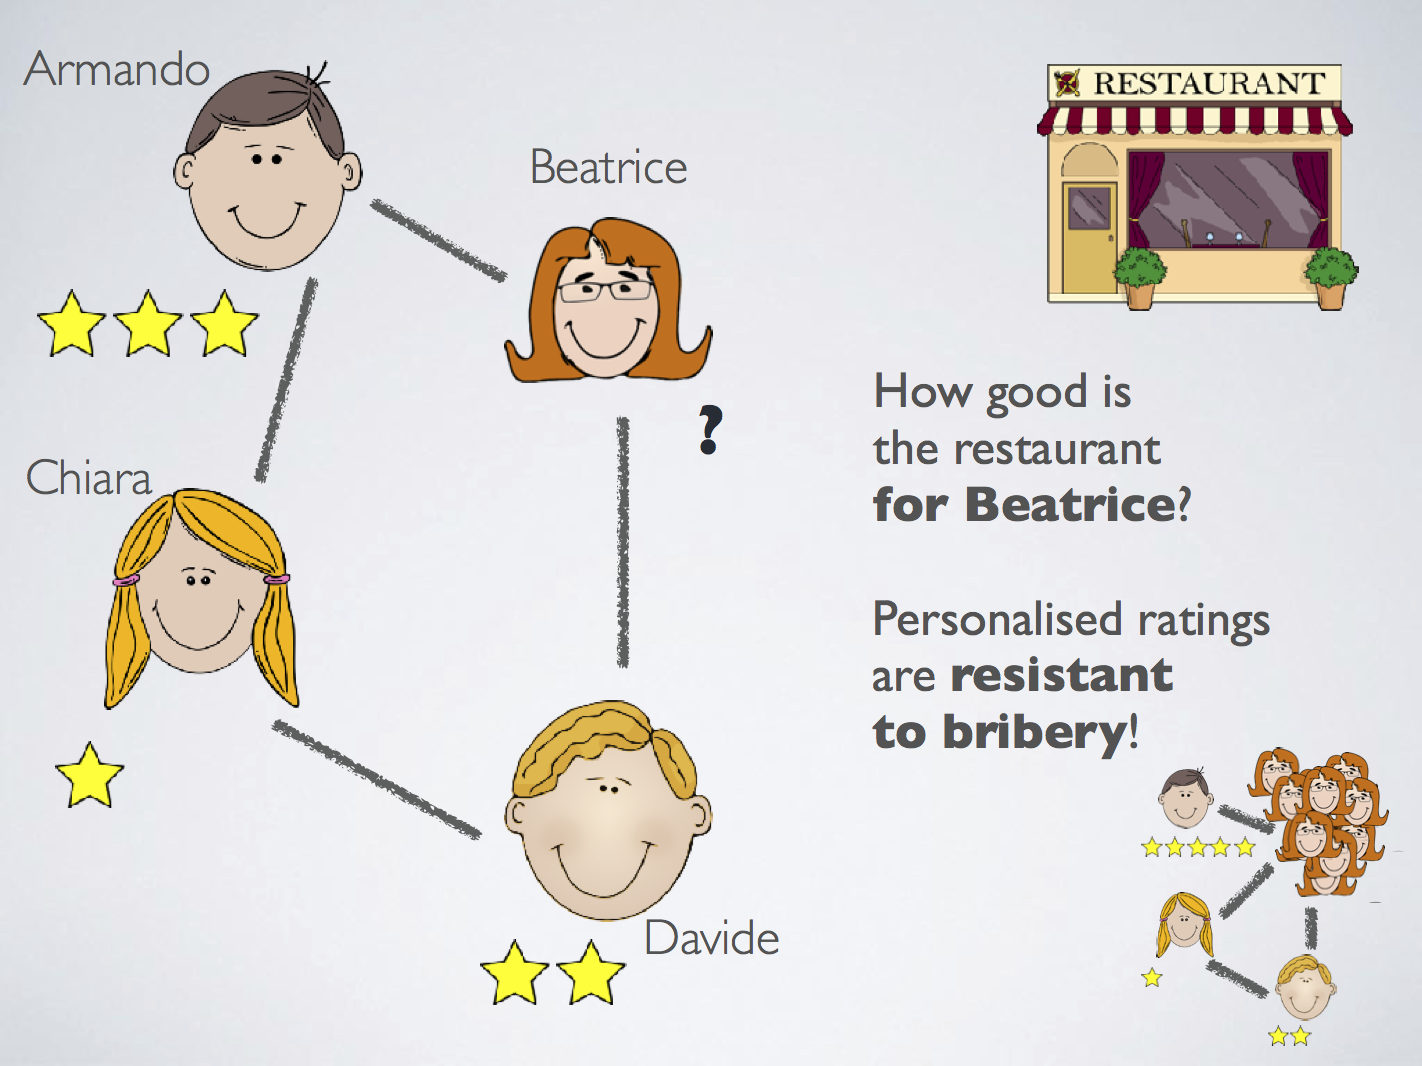 Armando
Beatrice
RESTAURANT
?
How good is
the restaurant
for Beatrice?
Chiara
Personalised ratings
are resistant
to bribery!
Davide